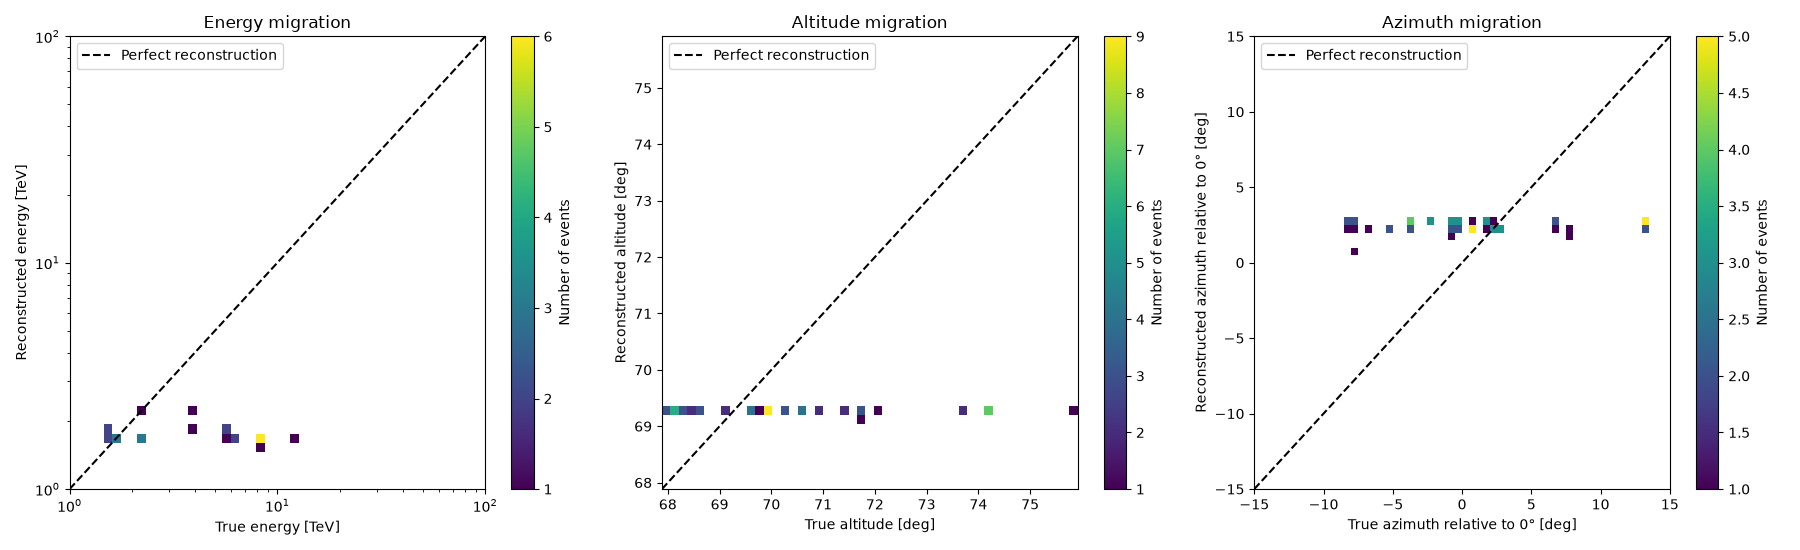 Energy migration
Perfect reconstruction
10² 
10¹
10⁰
10⁰ 10¹ 10²
Reconstructed energy [TeV]
True energy [TeV]
6
5
4
3
2
1
Number of events
Altitude migration
Perfect reconstruction
75
74
73
72
71
70
69
68
68 69 70 71 72 73 74 75
Reconstructed altitude [deg]
True altitude [deg]
9
8
7
6
5
4
3
2
1
Number of events
Azimuth migration
Perfect reconstruction
15
10
5
0
−5
−10
−15
−15 −10 −5 0 5 10 15
Reconstructed azimuth relative to 0° [deg]
True azimuth relative to 0° [deg]
5.0
4.5
4.0
3.5
3.0
2.5
2.0
1.5
1.0
Number of events